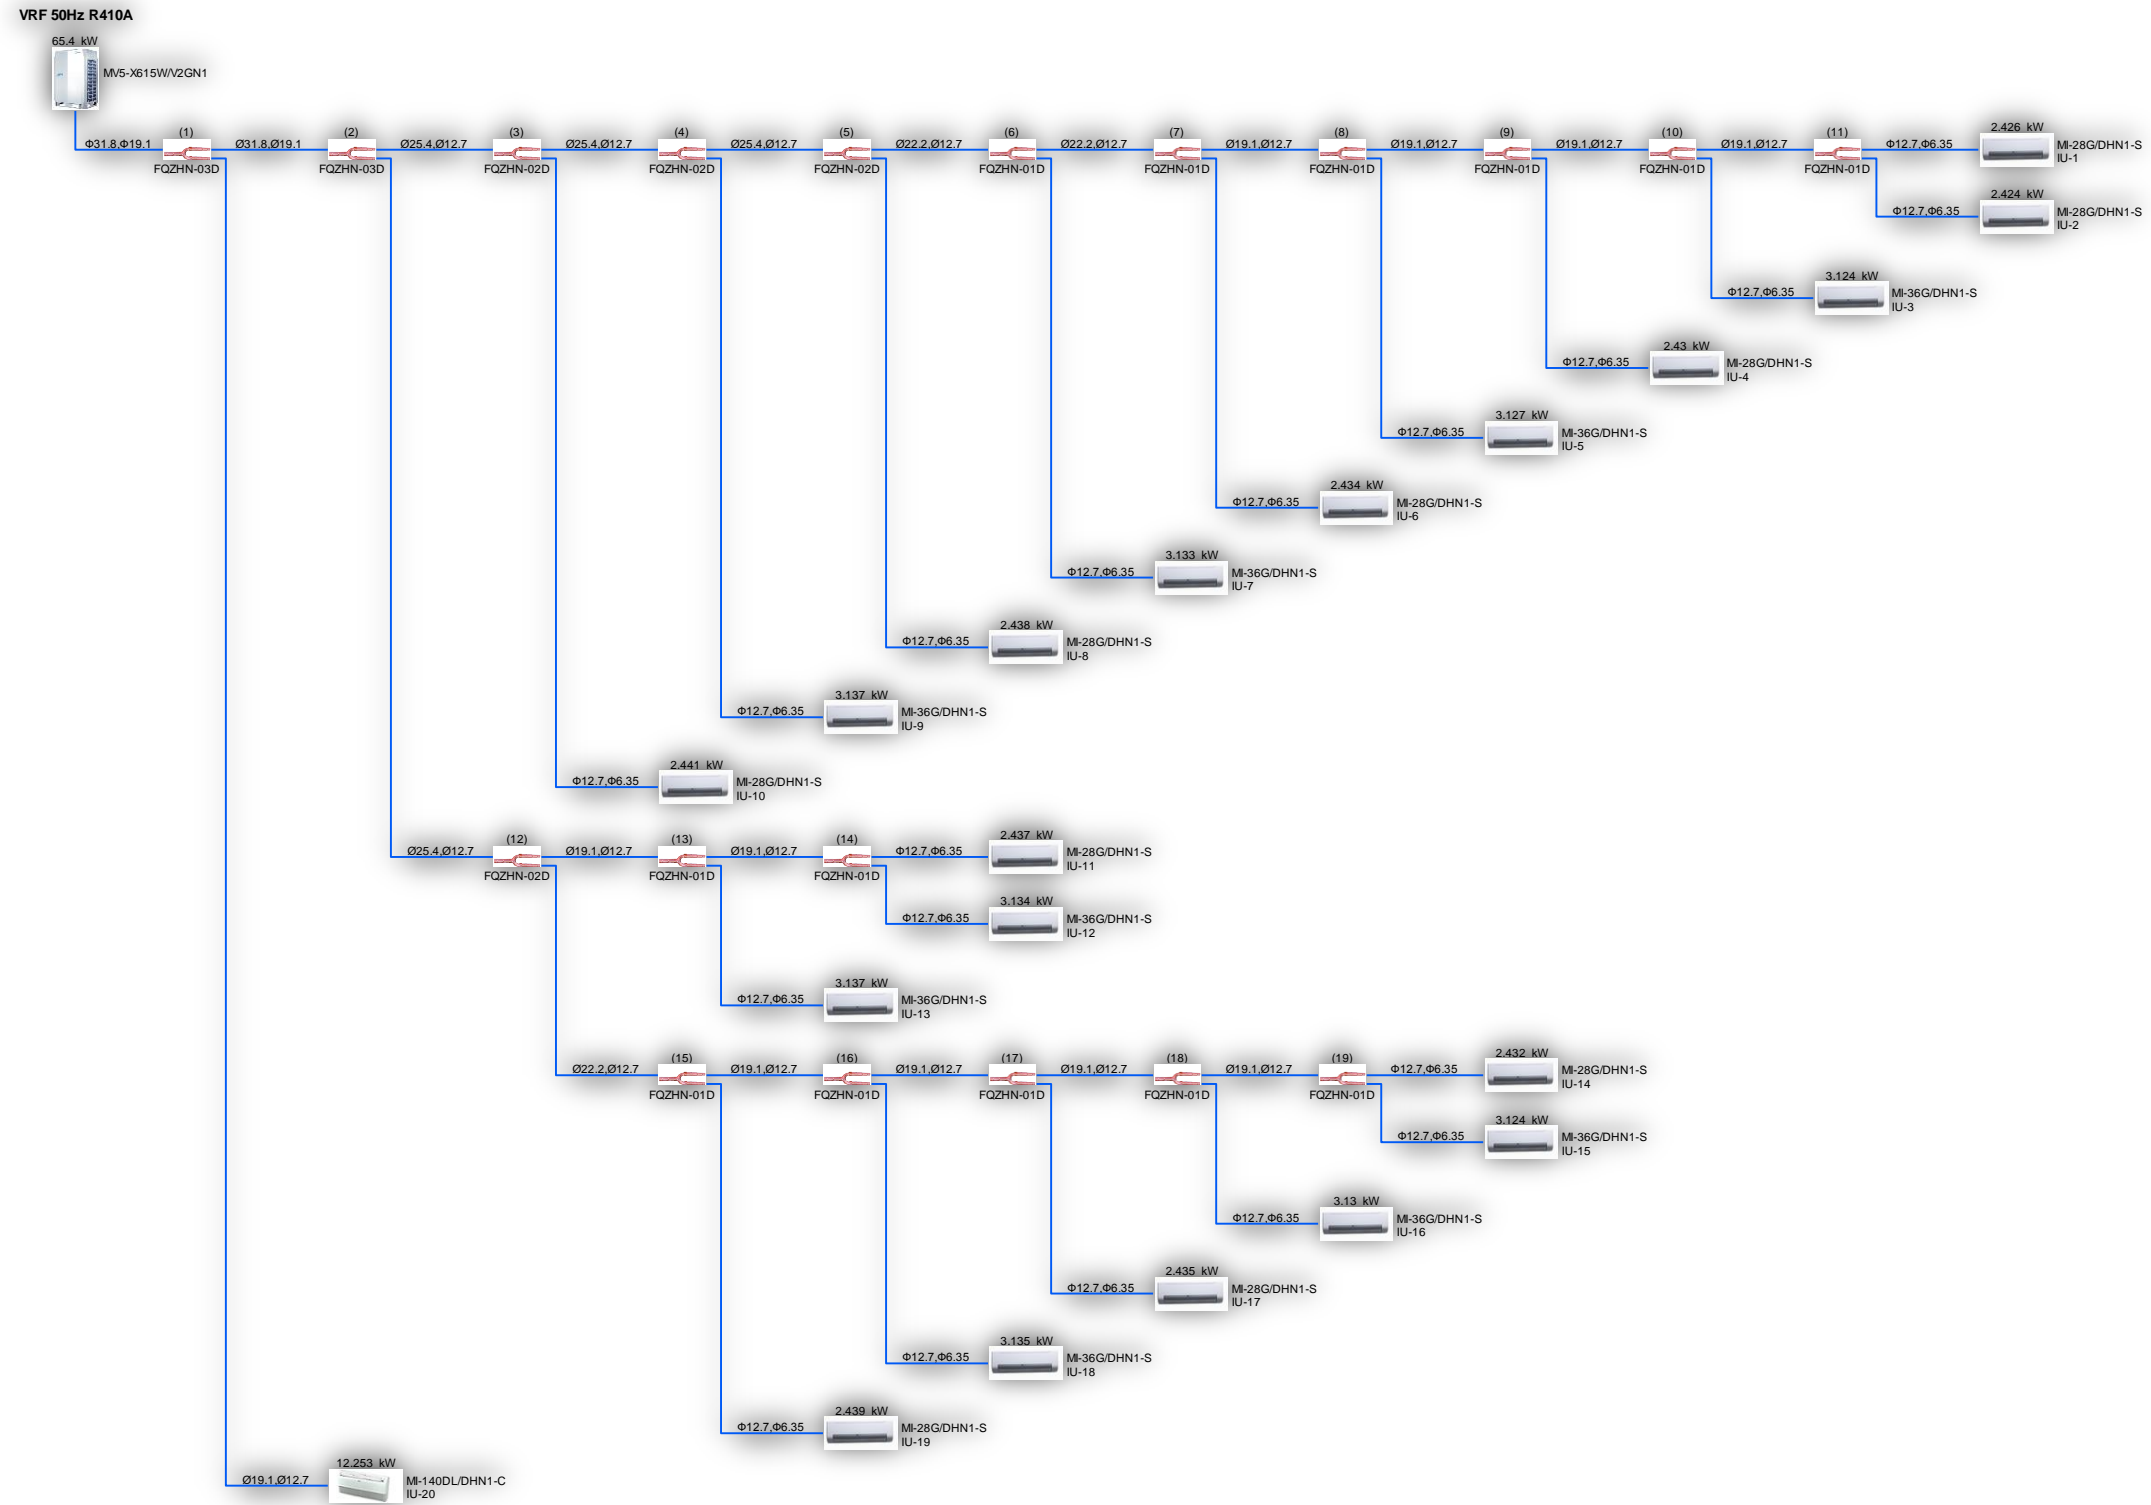 VRF 50Hz R410A
65.4 kW
MV5-X615W/V2GN1
(1)
(2)
(3)
(4)
(5)
(6)
(7)
(8)
(9)
(10)
(11)
Φ31.8,Φ19.1
Ø31.8,Ø19.1
Ø25.4,Ø12.7
Ø25.4,Ø12.7
Ø25.4,Ø12.7
Ø22.2,Ø12.7
Ø22.2,Ø12.7
Ø19.1,Ø12.7
Ø19.1,Ø12.7
Ø19.1,Ø12.7
Ø19.1,Ø12.7
Φ12.7,Φ6.35
2.426 kW
MI-28G/DHN1-S
IU-1
FQZHN-03D
FQZHN-03D
FQZHN-02D
FQZHN-02D
FQZHN-02D
FQZHN-01D
FQZHN-01D
FQZHN-01D
FQZHN-01D
FQZHN-01D
FQZHN-01D
2.424 kW
Φ12.7,Φ6.35
MI-28G/DHN1-S
IU-2
3.124 kW
Φ12.7,Φ6.35
MI-36G/DHN1-S
IU-3
2.43 kW
Φ12.7,Φ6.35
MI-28G/DHN1-S
IU-4
3.127 kW
Φ12.7,Φ6.35
MI-36G/DHN1-S
IU-5
2.434 kW
Φ12.7,Φ6.35
MI-28G/DHN1-S
IU-6
3.133 kW
Φ12.7,Φ6.35
MI-36G/DHN1-S
IU-7
2.438 kW
Φ12.7,Φ6.35
MI-28G/DHN1-S
IU-8
3.137 kW
Φ12.7,Φ6.35
MI-36G/DHN1-S
IU-9
2.441 kW
Φ12.7,Φ6.35
MI-28G/DHN1-S
IU-10
(12)
(13)
(14)
Ø25.4,Ø12.7
Ø19.1,Ø12.7
Ø19.1,Ø12.7
Φ12.7,Φ6.35
2.437 kW
MI-28G/DHN1-S
IU-11
FQZHN-02D
FQZHN-01D
FQZHN-01D
3.134 kW
Φ12.7,Φ6.35
MI-36G/DHN1-S
IU-12
3.137 kW
Φ12.7,Φ6.35
MI-36G/DHN1-S
IU-13
(15)
(16)
(17)
(18)
(19)
Ø22.2,Ø12.7
Ø19.1,Ø12.7
Ø19.1,Ø12.7
Ø19.1,Ø12.7
Ø19.1,Ø12.7
Φ12.7,Φ6.35
2.432 kW
MI-28G/DHN1-S
IU-14
FQZHN-01D
FQZHN-01D
FQZHN-01D
FQZHN-01D
FQZHN-01D
3.124 kW
Φ12.7,Φ6.35
MI-36G/DHN1-S
IU-15
3.13 kW
Φ12.7,Φ6.35
MI-36G/DHN1-S
IU-16
2.435 kW
Φ12.7,Φ6.35
MI-28G/DHN1-S
IU-17
3.135 kW
Φ12.7,Φ6.35
MI-36G/DHN1-S
IU-18
2.439 kW
Φ12.7,Φ6.35
MI-28G/DHN1-S
IU-19
12.253 kW
Ø19.1,Ø12.7
MI-140DL/DHN1-C
IU-20